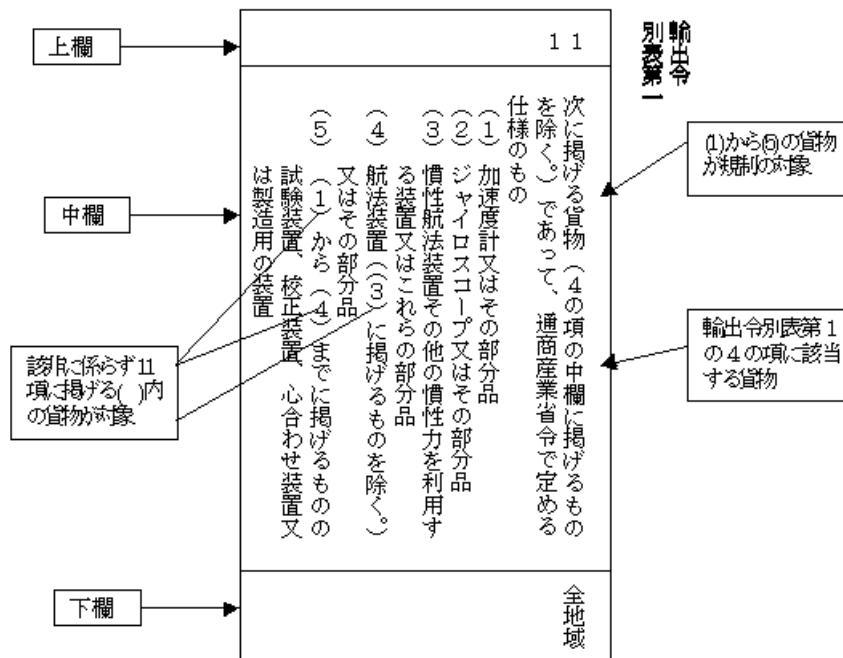 輸出令
別表第一
上欄
11
中欄
次に掲げる貨物（4の項の中欄に掲げるもの
を除く。）であって、通商産業省令で定める
仕様のもの
（1）加速度計又はその部分品
（2）ジャイロスコープ又はその部分品
（3）慣性航法装置その他の慣性力を利用す
る装置又はこれらの部分品
（4）航法装置（（3）に掲げるものを除く。）
又はその部分品
（5）（1）から（4）までに掲げるものの
試験装置、校正装置、心合わせ装置又
は製造用の装置
下欄
全地域
(1)から(5)の貨物
が規制の対象
輸出令別表第1
の4の項に該当
する貨物
該非に係らず11
項に掲げる( )内
の貨物が対象